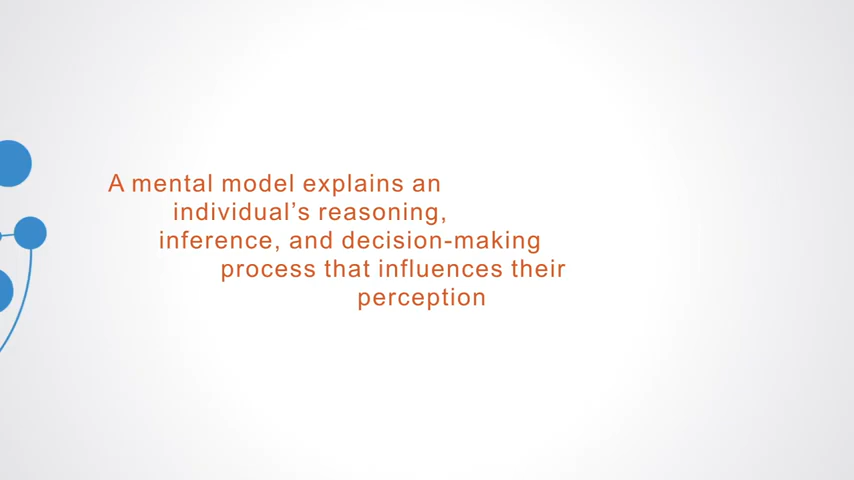 A mental model explains an
individual’s reasoning,
inference, and decision-making
process that influences their
perception